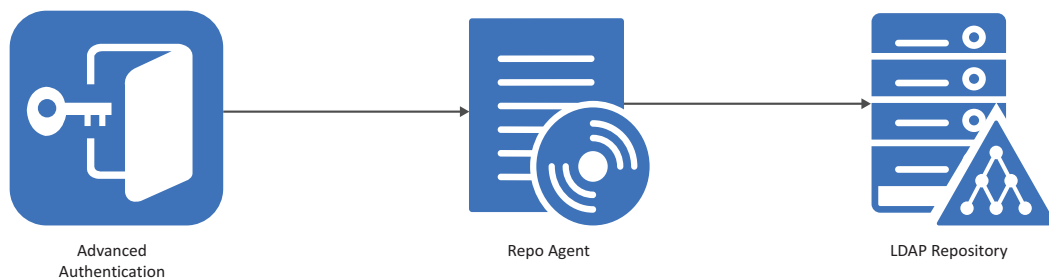 Advanced
Authentication
Repo Agent
LDAP Repository